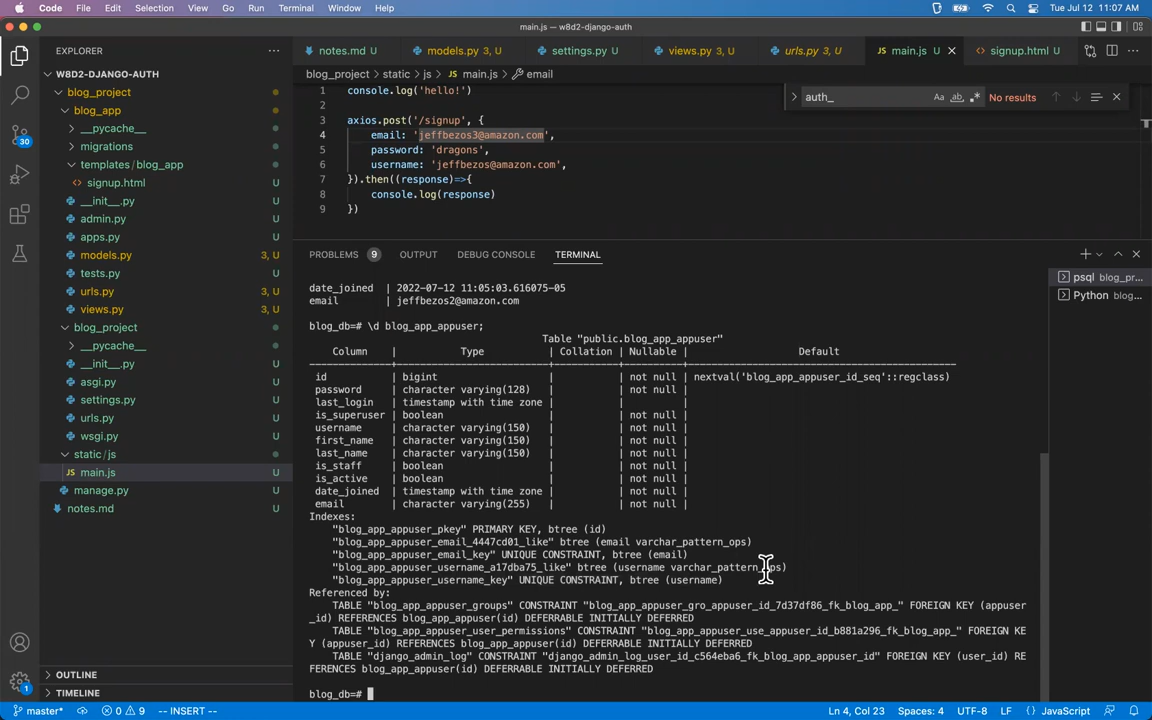 Code File Edit Selection View Go Run Terminal Window Help Tue Jul 12 11:07 AM
main.js — w8d2-django-auth
EXPLORER
notes.md U
models.py 3, U
settings.py U
views.py 3, U
urls.py 3, U
main.js U
signup.html U
W8D2-DJANGO-AUTH
blog_project
blog_app
__pycache__
migrations
templates/blog_app
signup.html U
__init__.py U
admin.py U
apps.py U
models.py 3, U
tests.py U
urls.py 3, U
views.py 3, U
blog_project
__pycache__
__init__.py U
asgi.py U
settings.py U
urls.py U
wsgi.py U
static/js
main.js U
manage.py U
notes.md U
OUTLINE
TIMELINE
30
1
blog_project > static > js > main.js > email
auth_ Aa ab No results
1 console.log('hello!')
2
3 axios.post('/signup', {
4 email: 'jeffbezos3@amazon.com',
5 password: 'dragons',
6 username: 'jeffbezos@amazon.com',
7 }).then((response)=>{
8 console.log(response)
9 })
PROBLEMS 9 OUTPUT DEBUG CONSOLE TERMINAL
psql blog_pr...
Python blog...
date_joined | 2022-07-12 11:05:03.616075-05
email | jeffbezos2@amazon.com
blog_db=# \d blog_app_appuser;
Table "public.blog_app_appuser"
Column | Type | Collation | Nullable | Default
id | bigint | | not null | nextval('blog_app_appuser_id_seq'::regclass)
password | character varying(128) | | not null |
last_login | timestamp with time zone | | |
is_superuser | boolean | | not null |
username | character varying(150) | | not null |
first_name | character varying(150) | | not null |
last_name | character varying(150) | | not null |
is_staff | boolean | | not null |
is_active | boolean | | not null |
date_joined | timestamp with time zone | | not null |
email | character varying(255) | | not null |
Indexes:
"blog_app_appuser_pkey" PRIMARY KEY, btree (id)
"blog_app_appuser_email_4447cd01_like" btree (email varchar_pattern_ops)
"blog_app_appuser_email_key" UNIQUE CONSTRAINT, btree (email)
"blog_app_appuser_username_a17dba75_like" btree (username varchar_pattern_ops)
"blog_app_appuser_username_key" UNIQUE CONSTRAINT, btree (username)
Referenced by:
TABLE "blog_app_appuser_groups" CONSTRAINT "blog_app_appuser_gro_appuser_id_7d37df86_fk_blog_app_" FOREIGN KEY (appuser
_id) REFERENCES blog_app_appuser(id) DEFERRABLE INITIALLY DEFERRED
TABLE "blog_app_appuser_user_permissions" CONSTRAINT "blog_app_appuser_use_appuser_id_b881a296_fk_blog_app_" FOREIGN KE
Y (appuser_id) REFERENCES blog_app_appuser(id) DEFERRABLE INITIALLY DEFERRED
TABLE "django_admin_log" CONSTRAINT "django_admin_log_user_id_c564eba6_fk_blog_app_appuser_id" FOREIGN KEY (user_id) RE
FERENCES blog_app_appuser(id) DEFERRABLE INITIALLY DEFERRED
blog_db=#
master* 0 9 -- INSERT -- Ln 4, Col 23 Spaces: 4 UTF-8 LF JavaScript